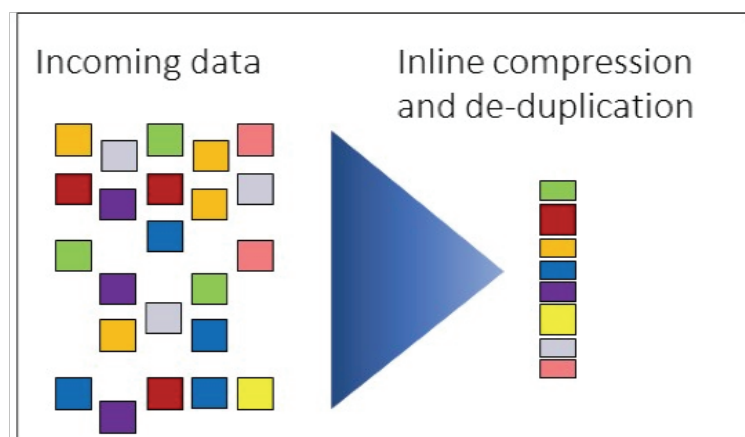 Incoming data
Inline compression
and de-duplication